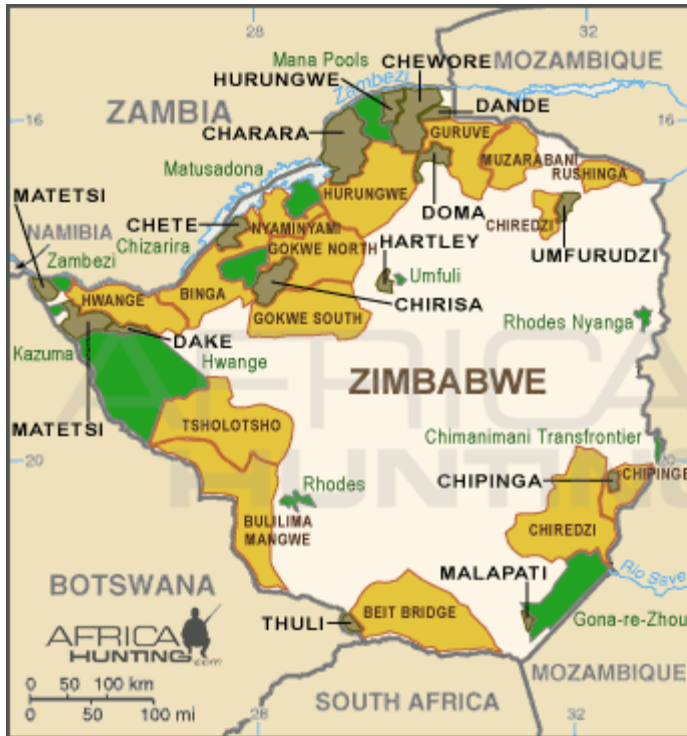 28
32
Mana Pools
CHEWORE
MOZAMBIQUE
HURUNGWE
Zambezi
ZAMBIA
DANDE
16
16
CHARARA
GURUVE
MUZARABANI
RUSHINGA
Matusadona
HURUNGWE
MATETSI
DOMA
CHIREDZI
CHETE
NYAMINYAMI
HARTLEY
NAMIBIA
Chizarira
GOKWE NORTH
UMFURUDZI
Zambezi
Umfuli
HWANGE
BINGA
CHIRISA
GOKWE SOUTH
Rhodes Nyanga
DAKE
Kazuma
Hwange
ZIMBABWE
AFRICA
MATETSI
TSHOLOTSHO
Chimanimani Transfrontier
20
20
HUNTING
CHIPINGA
CHIPINGE
Rhodes
BULILIMA
MANGWE
CHIREDZI
BOTSWANA
MALAPATI
Rio Save
THULI
BEIT BRIDGE
Gona-re-Zhou
AFRICA
HUNTING.com
MOZAMBIQUE
0 50 100 km
SOUTH AFRICA
0 50 100 mi
28
32